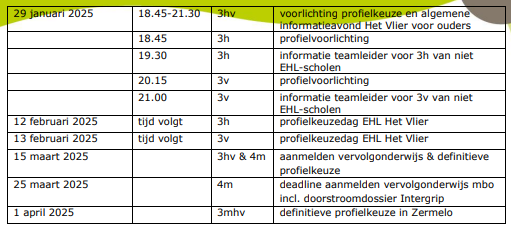 29 januari 2025 18.45-21.30 3hv voorlichting profielkeuze en algemene
informatieavond Het Vlier voor ouders
18.45 3h profielvoorlichting
19.30 3h informatie teamleider voor 3h van niet
EHL-scholen
20.15 3v profielvoorlichting
21.00 3v informatie teamleider voor 3v van niet
EHL-scholen
12 februari 2025 tijd volgt 3h profielkeuzedag EHL Het Vlier
13 februari 2025 tijd volgt 3v profielkeuzedag EHL Het Vlier
15 maart 2025 3hv & 4m aanmelden vervolgonderwijs & definitieve
profielkeuze
25 maart 2025 4m deadline aanmelden vervolgonderwijs mbo
incl. doorstroomdossier Intergrip
1 april 2025 3mhv definitieve profielkeuze in Zermelo